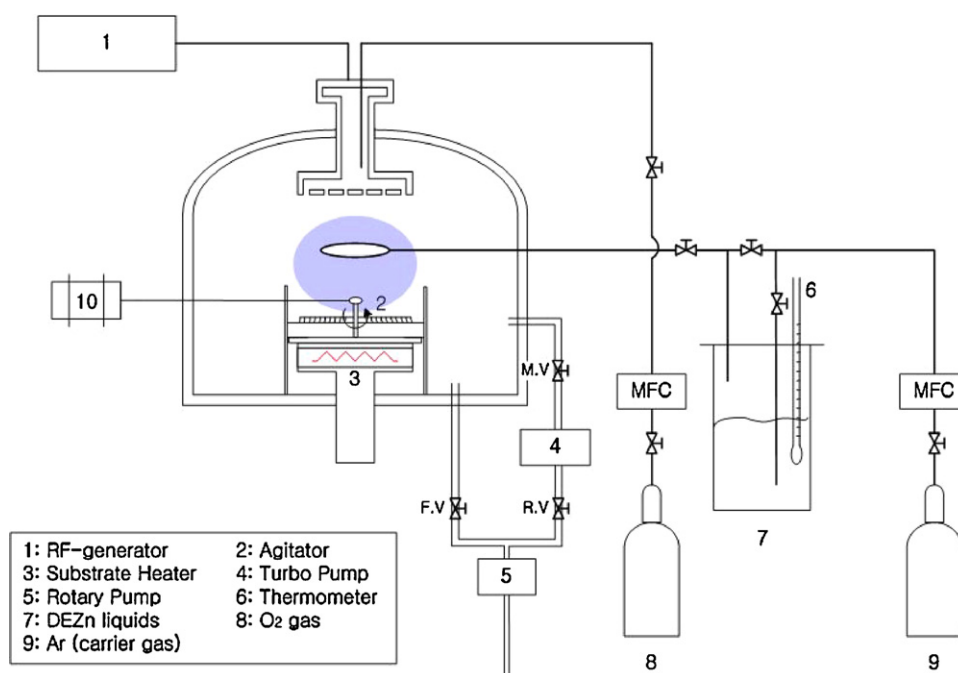 1
10
2
3
M.V
4
F.V
R.V
5
MFC
8
6
7
MFC
9
1: RF-generator 2: Agitator
3: Substrate Heater 4: Turbo Pump
5: Rotary Pump 6: Thermometer
7: DEZn liquids 8: O₂ gas
9: Ar (carrier gas)